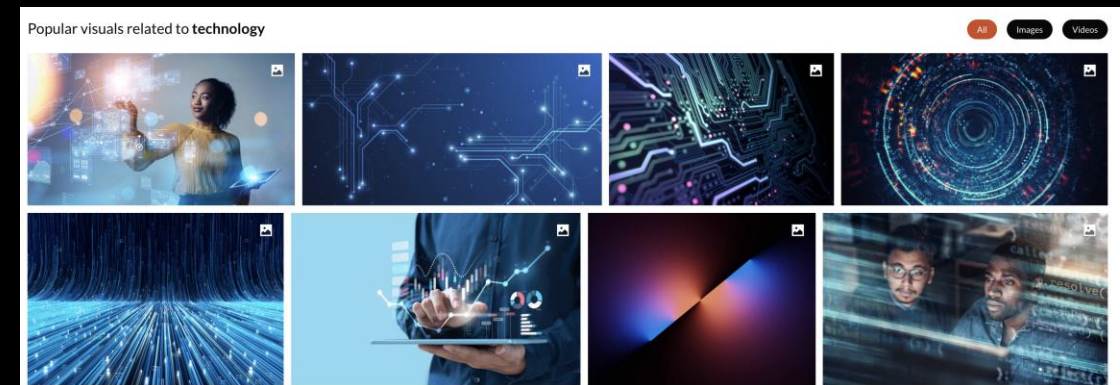 Popular visuals related to technology
All
Images
Videos
resolve(